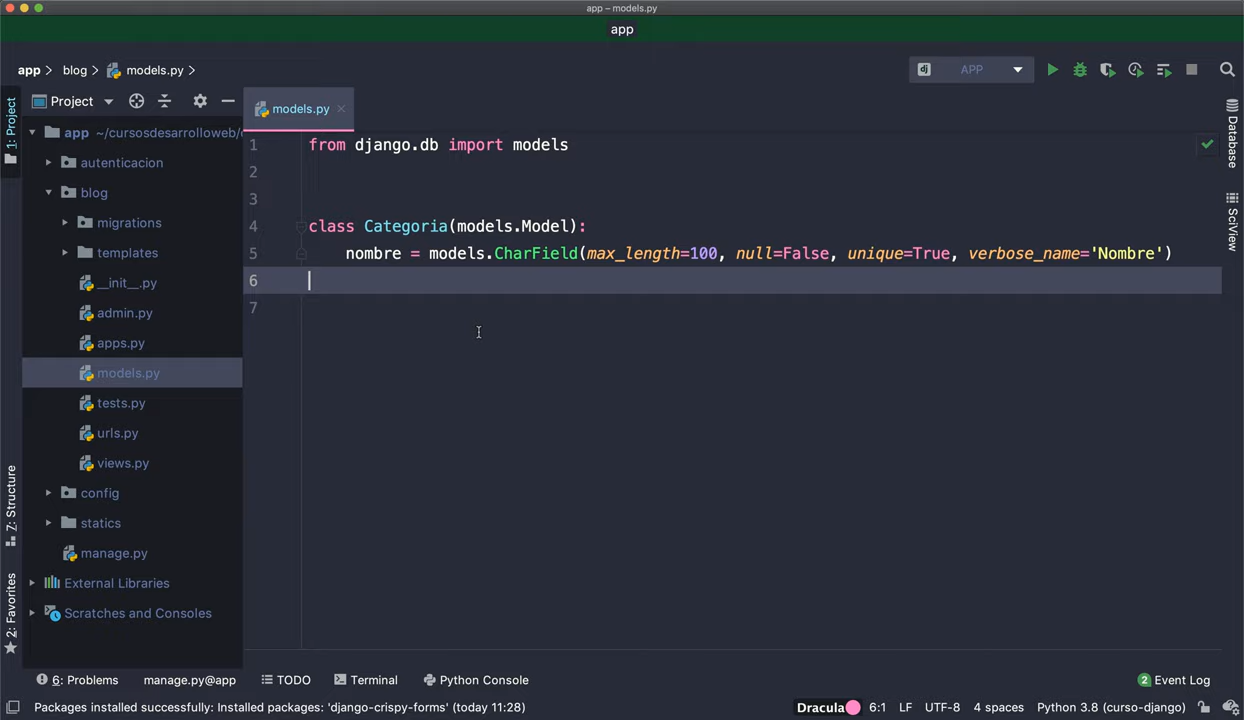 app – models.py
app
app
blog
models.py
APP
Project
models.py
1: Project
app ~/cursosdesarrolloweb/
autenticacion
blog
migrations
templates
__init__.py
admin.py
apps.py
models.py
tests.py
urls.py
views.py
config
statics
manage.py
External Libraries
Scratches and Consoles
Z: Structure
2: Favorites
1 from django.db import models
2
3
4 class Categoria(models.Model):
5 nombre = models.CharField(max_length=100, null=False, unique=True, verbose_name='Nombre')
6
7
Database
SciView
6: Problems manage.py@app TODO Terminal Python Console 2 Event Log
Packages installed successfully: Installed packages: 'django-crispy-forms' (today 11:28) Dracula 6:1 LF UTF-8 4 spaces Python 3.8 (curso-django)